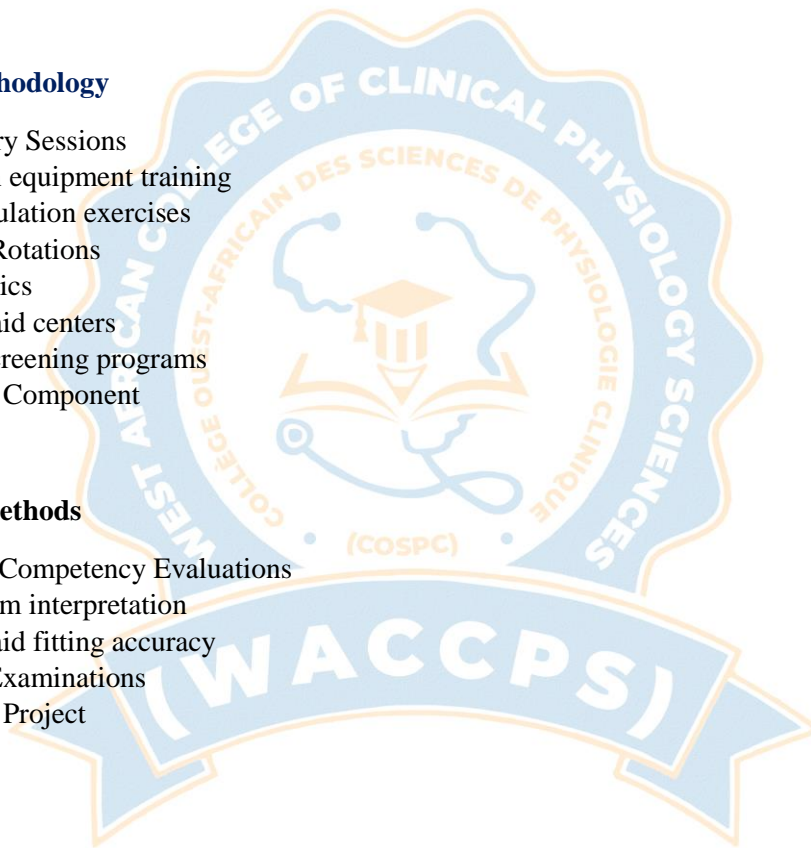 hodology
ry Sessions
equipment training
ulation exercises
Rotations
ics
aid centers
creening programs
Component
ethods
Competency Evaluations
m interpretation
aid fitting accuracy
Examinations
Project
WEST AFRICAN COLLEGE OF CLINICAL PHYSIOLOGY SCIENCES
COLLÈGE OUEST-AFRICAIN DES SCIENCES DE PHYSIOLOGIE CLINIQUE
• (COSPC) •
(WACCPS)